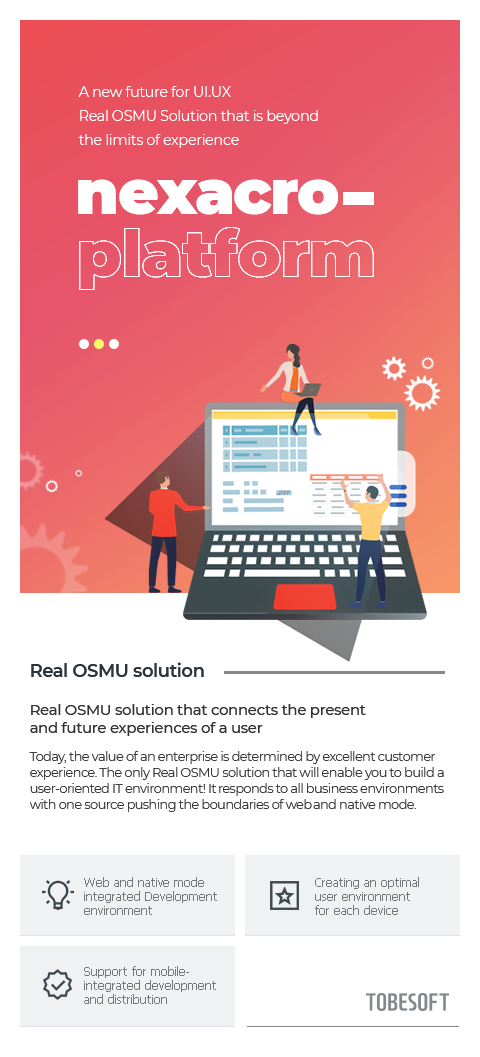 A new future for UI.UX
Real OSMU Solution that is beyond
the limits of experience
nexacro-
platform
Real OSMU solution
Real OSMU solution that connects the present
and future experiences of a user
Today, the value of an enterprise is determined by excellent customer
experience. The only Real OSMU solution that will enable you to build a
user-oriented IT environment! It responds to all business environments
with one source pushing the boundaries of web and native mode.
Web and native mode
integrated Development
environment
Creating an optimal
user environment
for each device
Support for mobile-
integrated development
and distribution
TOBESOFT